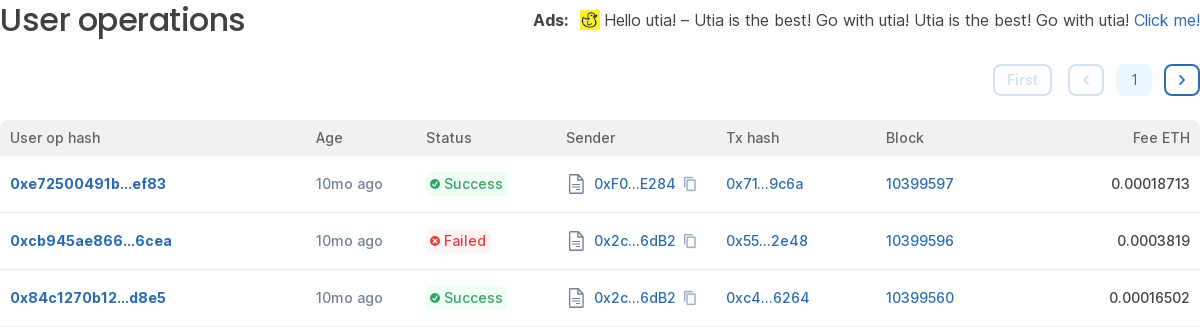 User operations
Ads: Hello utia! – Utia is the best! Go with utia! Utia is the best! Go with utia! Click me!
First 1
User op hash Age Status Sender Tx hash Block Fee ETH
0xe72500491b...ef83 10mo ago Success 0xF0...E284 0x71...9c6a 10399597 0.00018713
0xcb945ae866...6cea 10mo ago Failed 0x2c...6dB2 0x55...2e48 10399596 0.0003819
0x84c1270b12...d8e5 10mo ago Success 0x2c...6dB2 0xc4...6264 10399560 0.00016502